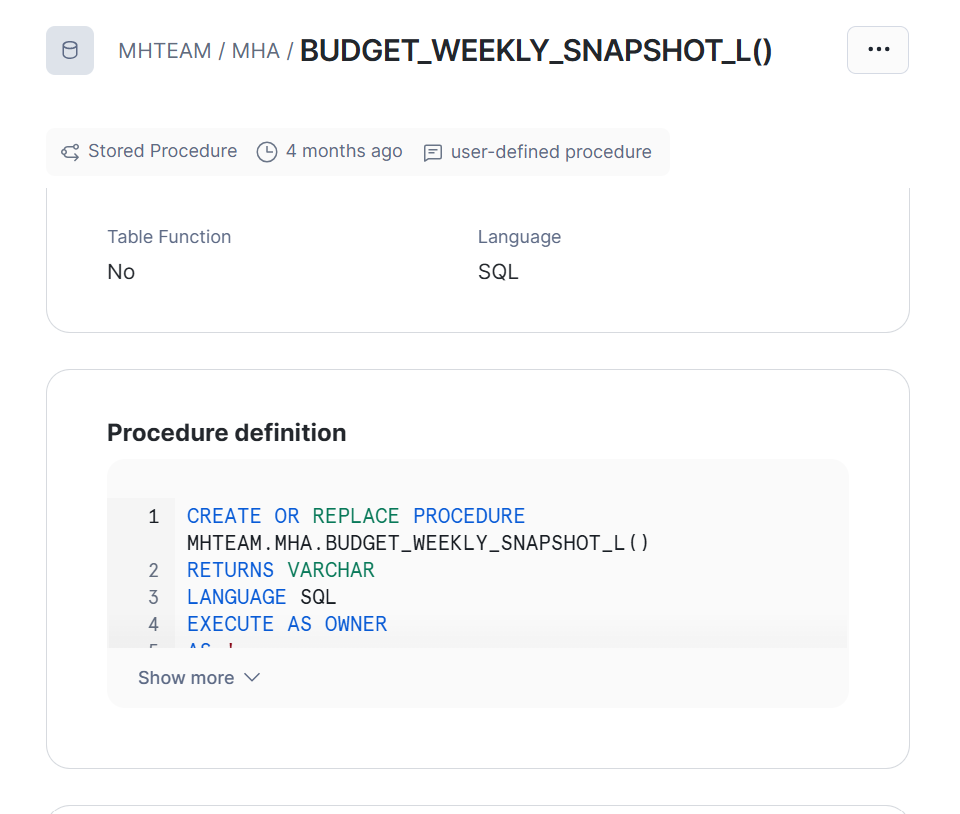 MHTEAM / MHA / BUDGET_WEEKLY_SNAPSHOT_L()
Stored Procedure 4 months ago user-defined procedure
Table Function Language
No SQL
Procedure definition
1 CREATE OR REPLACE PROCEDURE
MHTEAM.MHA.BUDGET_WEEKLY_SNAPSHOT_L()
2 RETURNS VARCHAR
3 LANGUAGE SQL
4 EXECUTE AS OWNER
5 AS '
Show more